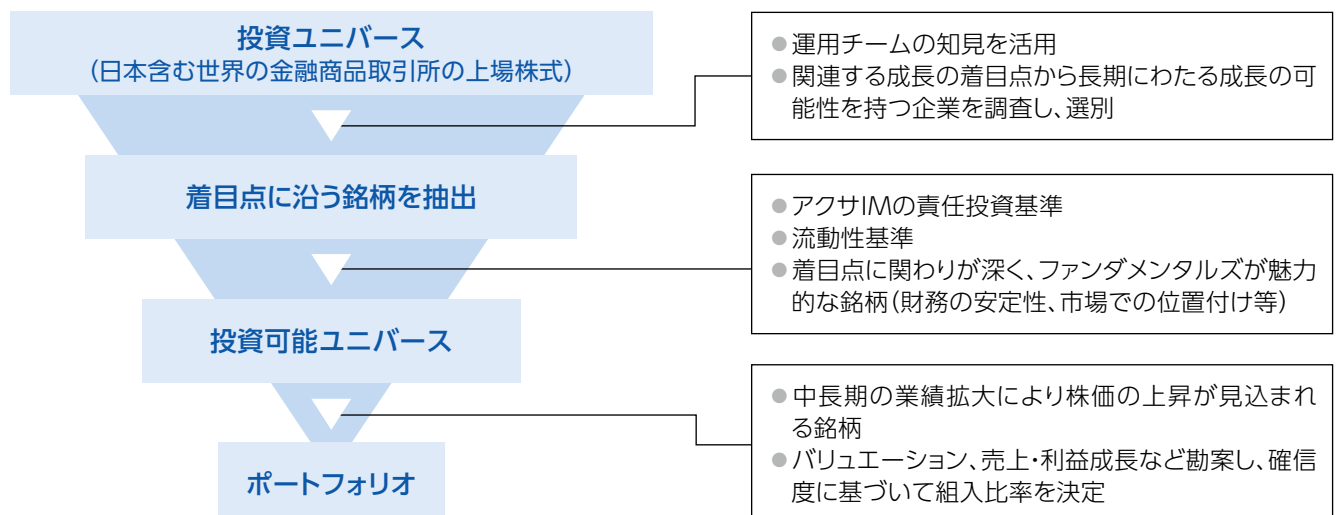 投資ユニバース
(日本含む世界の金融商品取引所の上場株式)
●運用チームの知見を活用
●関連する成長の着目点から長期にわたる成長の可
能性を持つ企業を調査し、選別
着目点に沿う銘柄を抽出
●アクサIMの責任投資基準
●流動性基準
●着目点に関わりが深く、ファンダメンタルズが魅力
的な銘柄(財務の安定性、市場での位置付け等)
投資可能ユニバース
●中長期の業績拡大により株価の上昇が見込まれ
る銘柄
●バリュエーション、売上・利益成長など勘案し、確信
度に基づいて組入比率を決定
ポートフォリオ